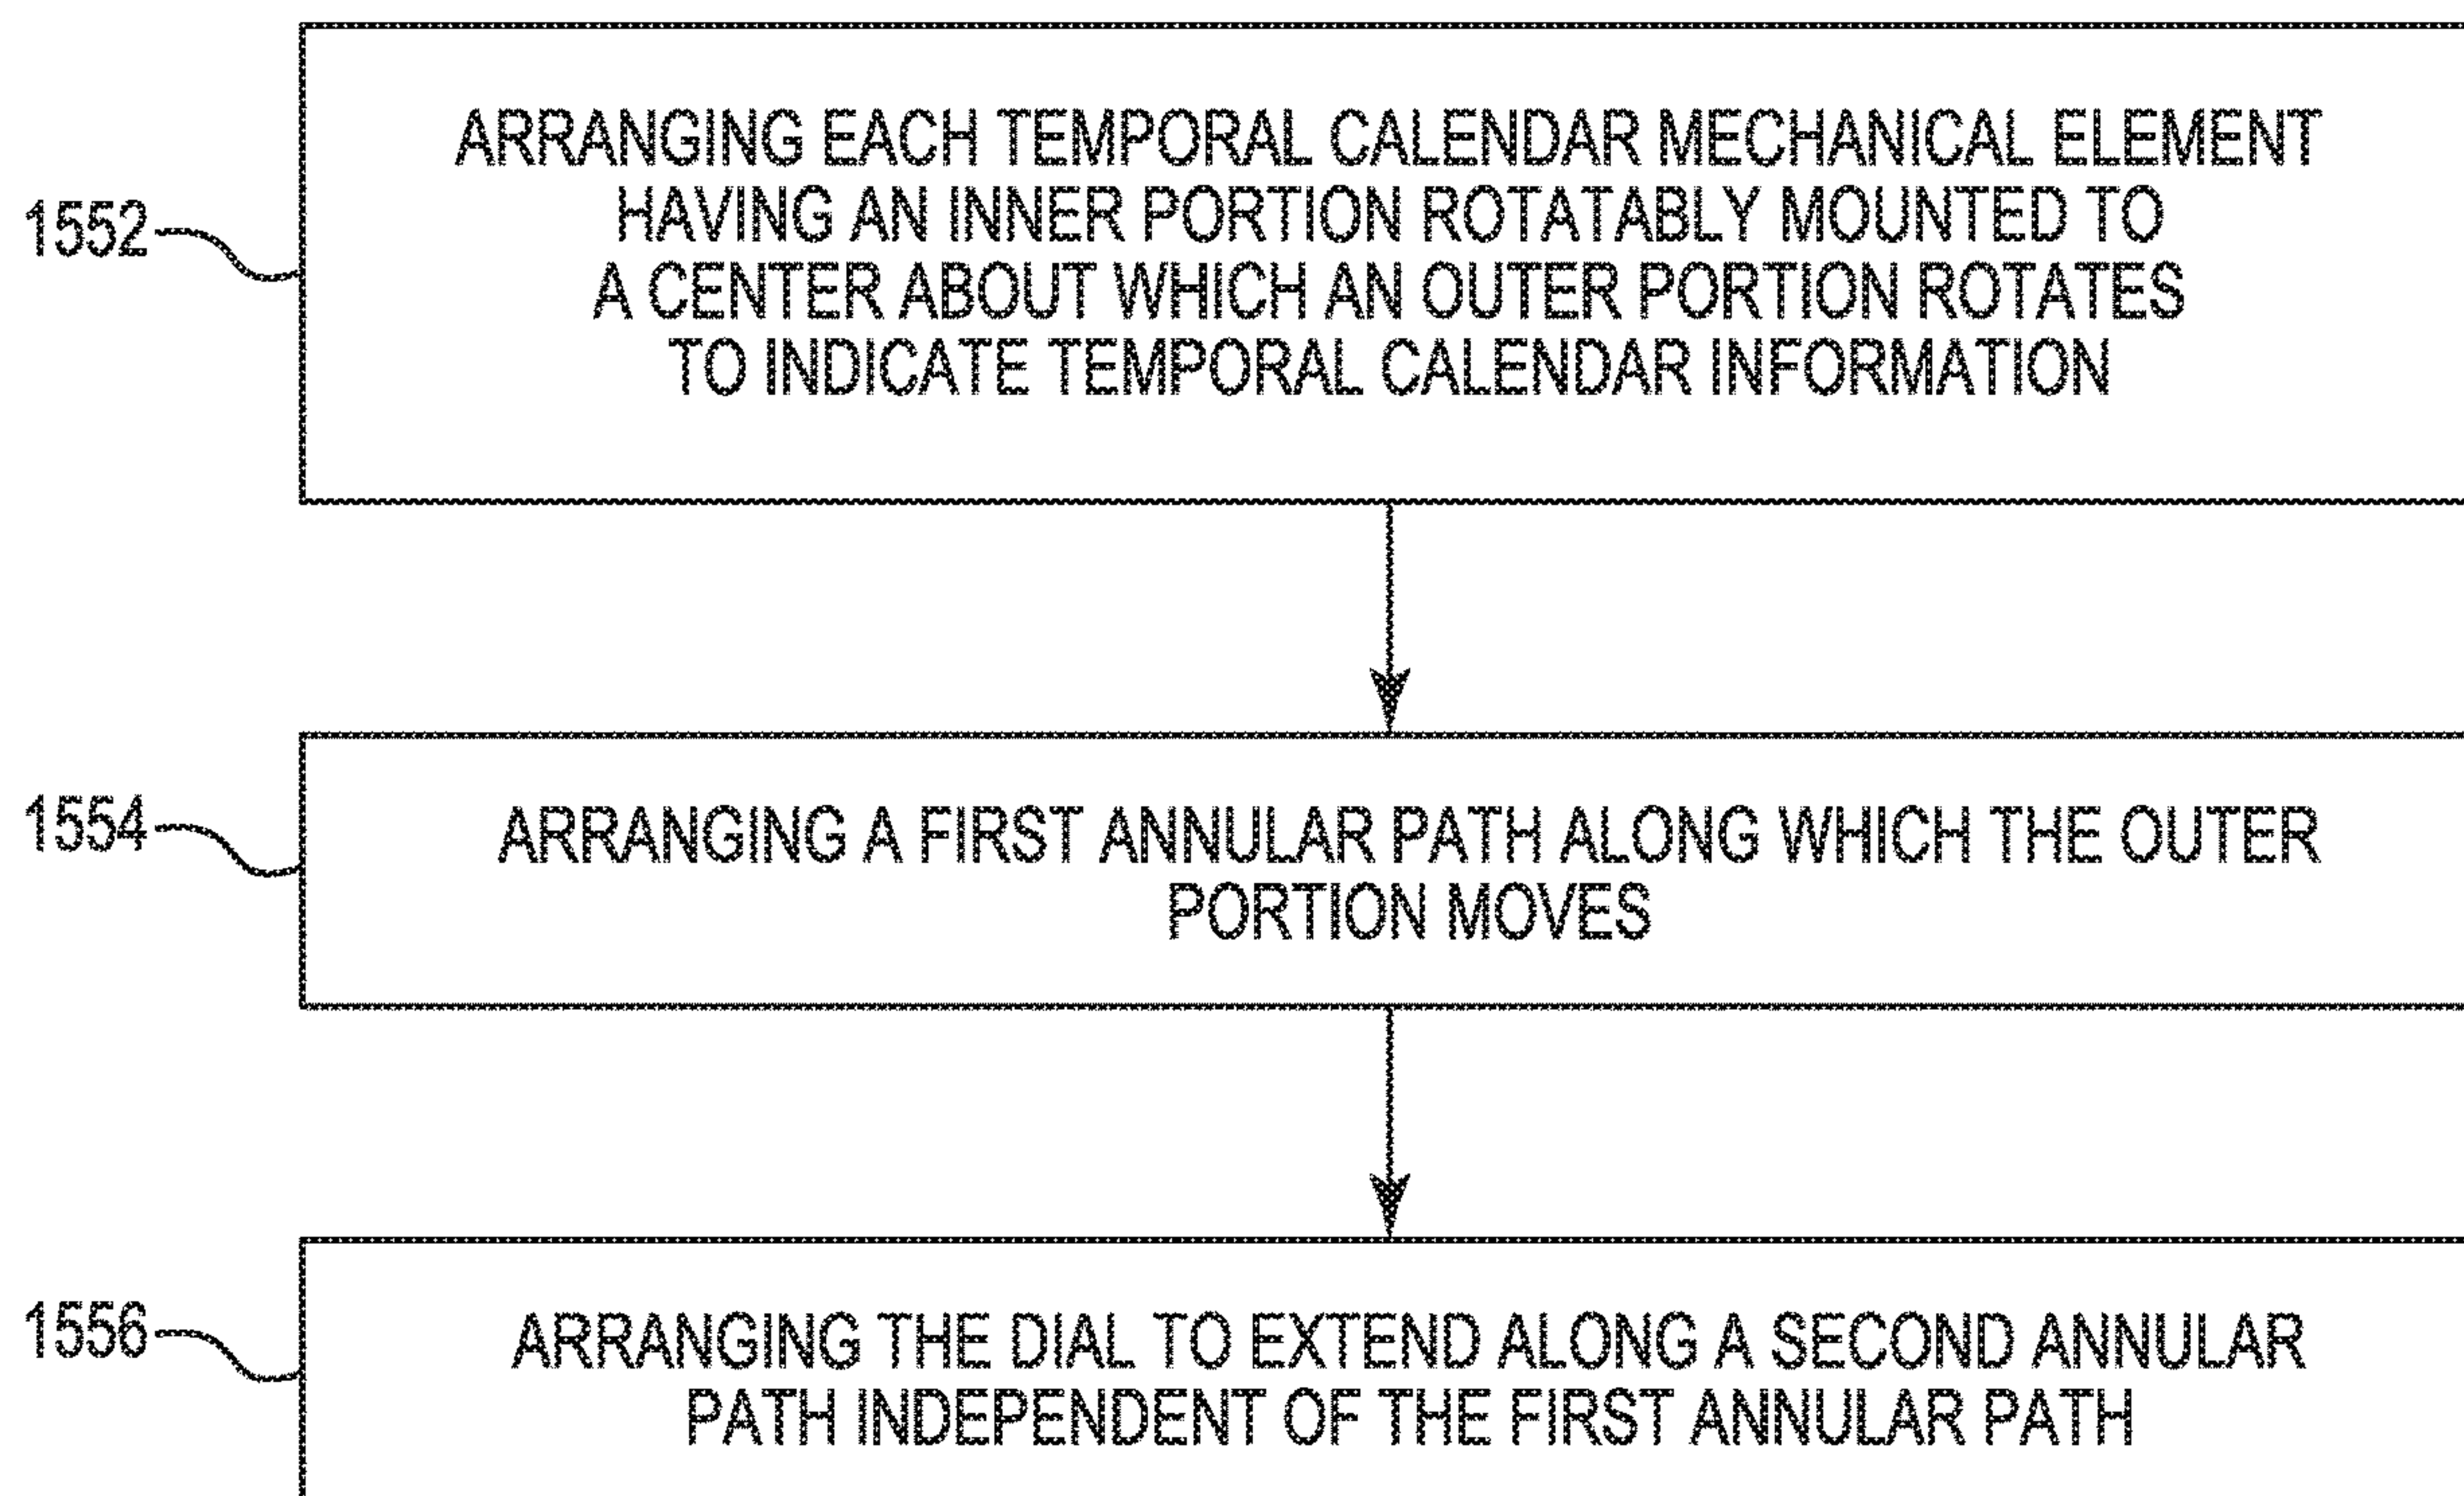 1552
ARRANGING EACH TEMPORAL CALENDAR MECHANICAL ELEMENT
HAVING AN INNER PORTION ROTATABLY MOUNTED TO
A CENTER ABOUT WHICH AN OUTER PORTION ROTATES
TO INDICATE TEMPORAL CALENDAR INFORMATION
1554
ARRANGING A FIRST ANNULAR PATH ALONG WHICH THE OUTER
PORTION MOVES
1556
ARRANGING THE DIAL TO EXTEND ALONG A SECOND ANNULAR
PATH INDEPENDENT OF THE FIRST ANNULAR PATH